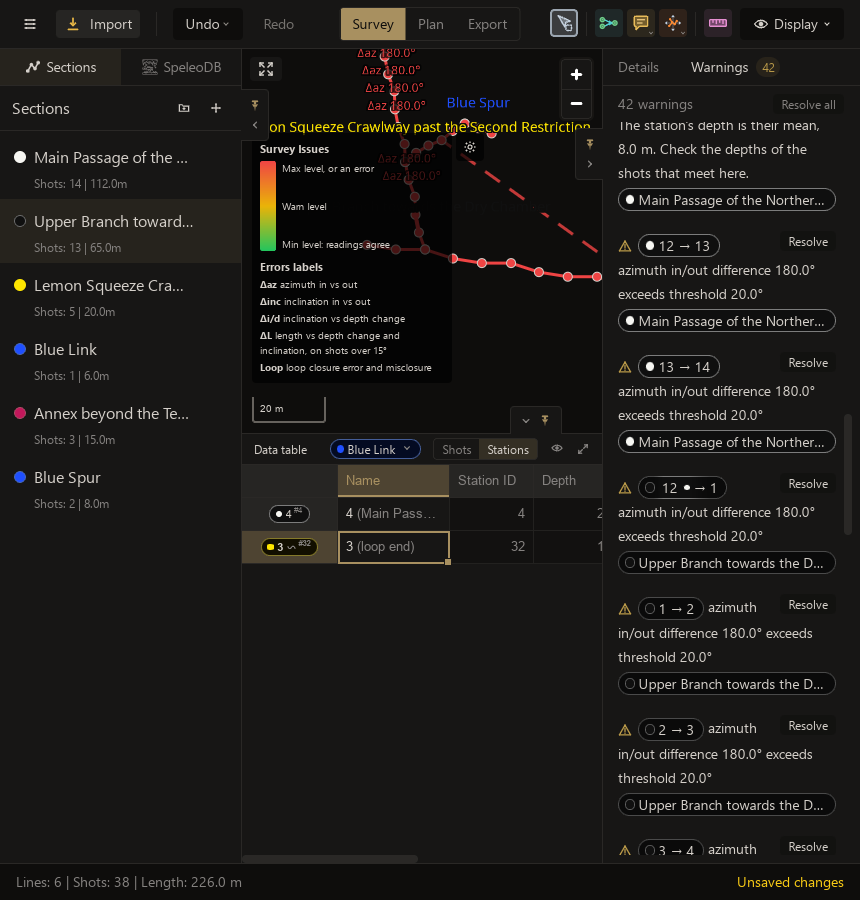 Import
Undo
Redo
Survey
Plan
Export
Display
Sections
SpeleoDB
Sections
Main Passage of the ...
Shots: 14 | 112.0m
Upper Branch toward...
Shots: 13 | 65.0m
Lemon Squeeze Cra...
Shots: 5 | 20.0m
Blue Link
Shots: 1 | 6.0m
Annex beyond the Te...
Shots: 3 | 15.0m
Blue Spur
Shots: 2 | 8.0m
Δaz 180.0°
Δaz 180.0°
Δaz 180.0°
Δaz 180.0°
Blue Spur
on Squeeze Crawlway past the Second Restriction
Δaz 180.0°
Δaz 180.0°
Survey Issues
Max level, or an error
Warn level
Min level: readings agree
Errors labels
Δaz azimuth in vs out
Δinc inclination in vs out
Δi/d inclination vs depth change
ΔL length vs depth change and
inclination, on shots over 15°
Loop loop closure error and misclosure
20 m
Data table
Blue Link
Shots
Stations
Name
Station ID
Depth
4 #4
4 (Main Pass...
4
2
3 #32
3 (loop end)
32
1
Details
Warnings
42
42 warnings
Resolve all
The station's depth is their mean,
8.0 m. Check the depths of the
shots that meet here.
Main Passage of the Norther...
12 → 13
Resolve
azimuth in/out difference 180.0°
exceeds threshold 20.0°
Main Passage of the Norther...
13 → 14
Resolve
azimuth in/out difference 180.0°
exceeds threshold 20.0°
Main Passage of the Norther...
12 → 1
Resolve
azimuth in/out difference 180.0°
exceeds threshold 20.0°
Upper Branch towards the D...
1 → 2 azimuth
Resolve
in/out difference 180.0° exceeds
threshold 20.0°
Upper Branch towards the D...
2 → 3 azimuth
Resolve
in/out difference 180.0° exceeds
threshold 20.0°
Upper Branch towards the D...
3 → 4 azimuth
Resolve
Lines: 6 | Shots: 38 | Length: 226.0 m
Unsaved changes